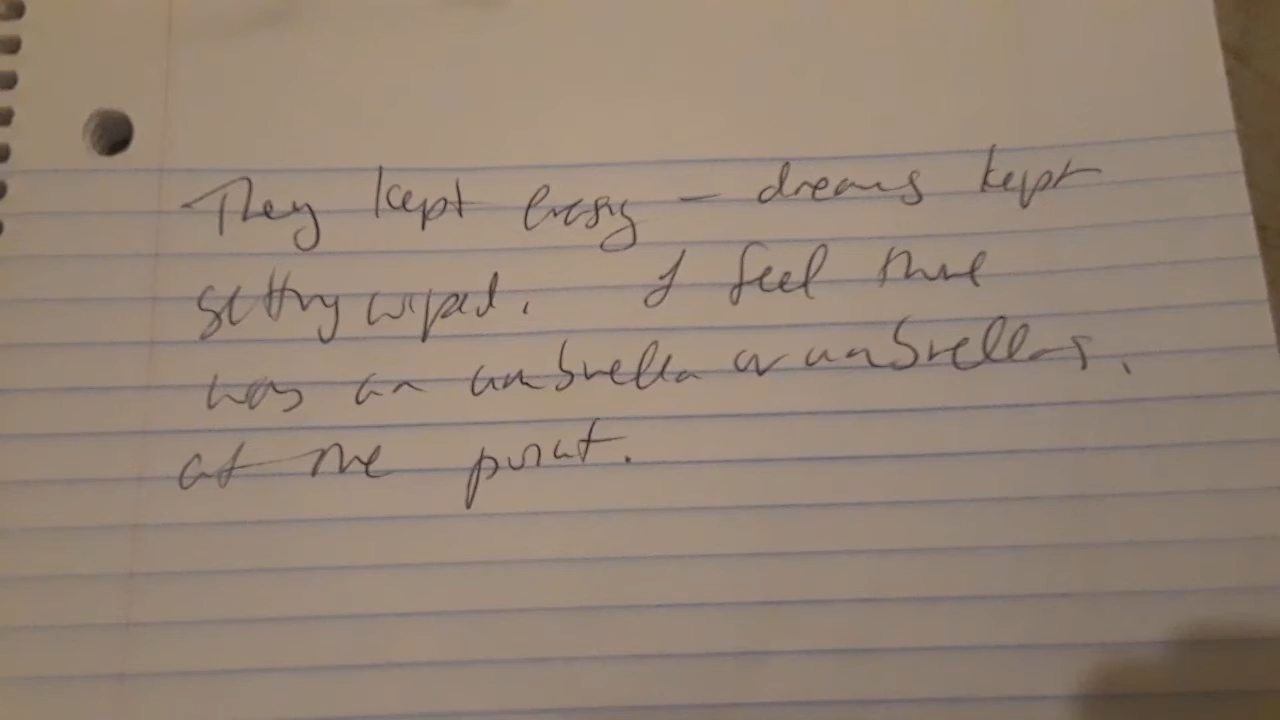 They kept erasing – dreams kept
getting wiped. I feel there
was an umbrella or umbrellas.
at one point.